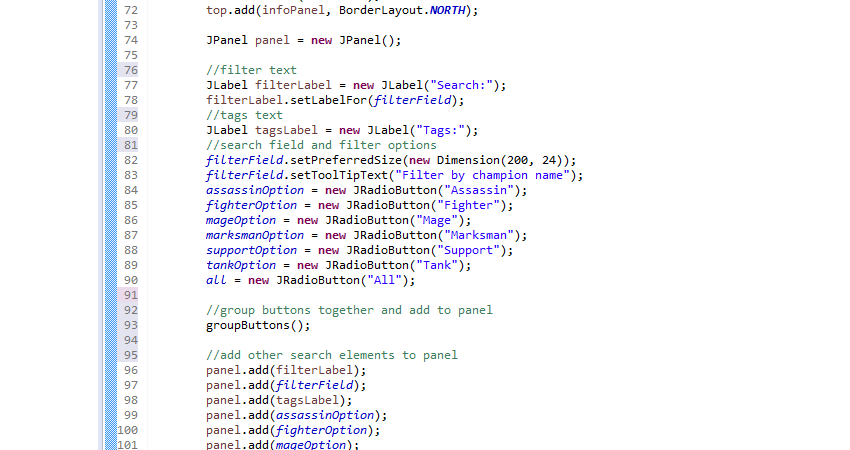 72 top.add(infoPanel, BorderLayout.NORTH);
73
74 JPanel panel = new JPanel();
75
76 //filter text
77 JLabel filterLabel = new JLabel("Search:");
78 filterLabel.setLabelFor(filterField);
79 //tags text
80 JLabel tagsLabel = new JLabel("Tags:");
81 //search field and filter options
82 filterField.setPreferredSize(new Dimension(200, 24));
83 filterField.setToolTipText("Filter by champion name");
84 assassinOption = new JRadioButton("Assassin");
85 fighterOption = new JRadioButton("Fighter");
86 mageOption = new JRadioButton("Mage");
87 marksmanOption = new JRadioButton("Marksman");
88 supportOption = new JRadioButton("Support");
89 tankOption = new JRadioButton("Tank");
90 all = new JRadioButton("All");
91
92 //group buttons together and add to panel
93 groupButtons();
94
95 //add other search elements to panel
96 panel.add(filterLabel);
97 panel.add(filterField);
98 panel.add(tagsLabel);
99 panel.add(assassinOption);
100 panel.add(fighterOption);
101 panel.add(mageOption);